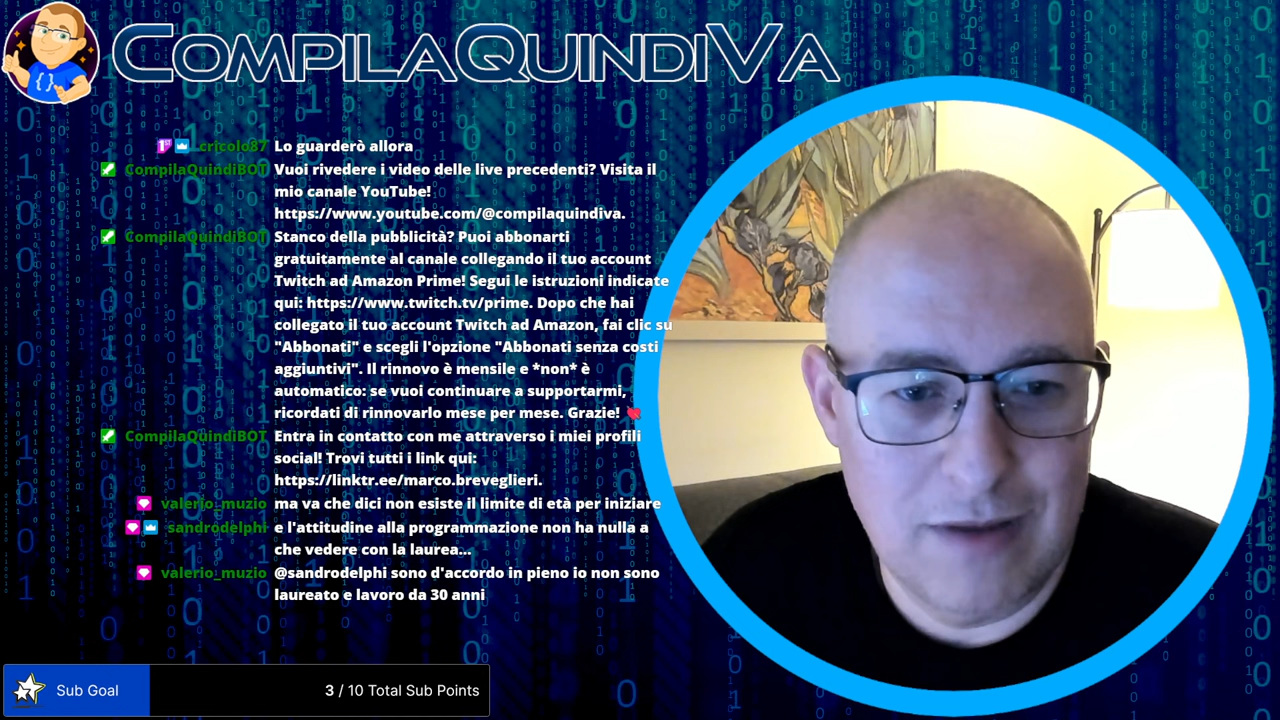 CompilaQuindiVa
cricolo87 Lo guarderò allora
CompilaQuindiBOT Vuoi rivedere i video delle live precedenti? Visita il
mio canale YouTube!
https://www.youtube.com/@compilaquindiva.
CompilaQuindiBOT Stanco della pubblicità? Puoi abbonarti
gratuitamente al canale collegando il tuo account
Twitch ad Amazon Prime! Segui le istruzioni indicate
qui: https://www.twitch.tv/prime. Dopo che hai
collegato il tuo account Twitch ad Amazon, fai clic su
"Abbonati" e scegli l'opzione "Abbonati senza costi
aggiuntivi". Il rinnovo è mensile e *non* è
automatico: se vuoi continuare a supportarmi,
ricordati di rinnovarlo mese per mese. Grazie!
CompilaQuindiBOT Entra in contatto con me attraverso i miei profili
social! Trovi tutti i link qui:
https://linktr.ee/marco.breveglieri.
valerio_muzio ma va che dici non esiste il limite di età per iniziare
sandrodelphi e l'attitudine alla programmazione non ha nulla a
che vedere con la laurea...
valerio_muzio @sandrodelphi sono d'accordo in pieno io non sono
laureato e lavoro da 30 anni
Sub Goal 3 / 10 Total Sub Points